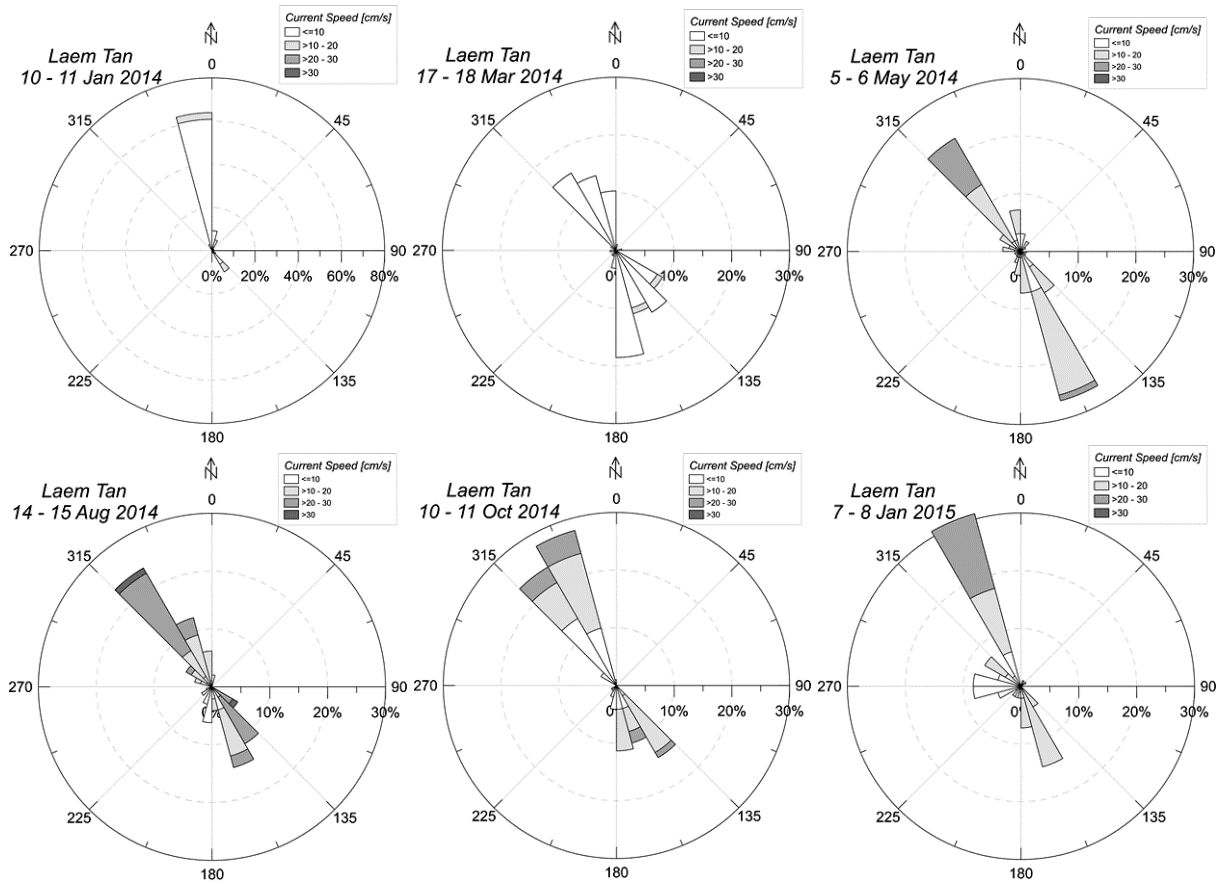 Current Speed [cm/s]
<=10
>10 - 20
>20 - 30
>30
N
Laem Tan
10 - 11 Jan 2014
0
45
90
135
180
225
270
315
0% 20% 40% 60% 80%
Current Speed [cm/s]
<=10
>10 - 20
>20 - 30
>30
N
Laem Tan
17 - 18 Mar 2014
0
45
90
135
180
225
270
315
0 10% 20% 30%
Current Speed [cm/s]
<=10
>10 - 20
>20 - 30
>30
N
Laem Tan
5 - 6 May 2014
0
45
90
135
180
225
270
315
0 10% 20% 30%
Current Speed [cm/s]
<=10
>10 - 20
>20 - 30
>30
N
Laem Tan
14 - 15 Aug 2014
0
45
90
135
180
225
270
315
0% 10% 20% 30%
Current Speed [cm/s]
<=10
>10 - 20
>20 - 30
>30
N
Laem Tan
10 - 11 Oct 2014
0
45
90
135
180
225
270
315
0 10% 20% 30%
Current Speed [cm/s]
<=10
>10 - 20
>20 - 30
>30
N
Laem Tan
7 - 8 Jan 2015
0
45
90
135
180
225
270
315
0 10% 20% 30%